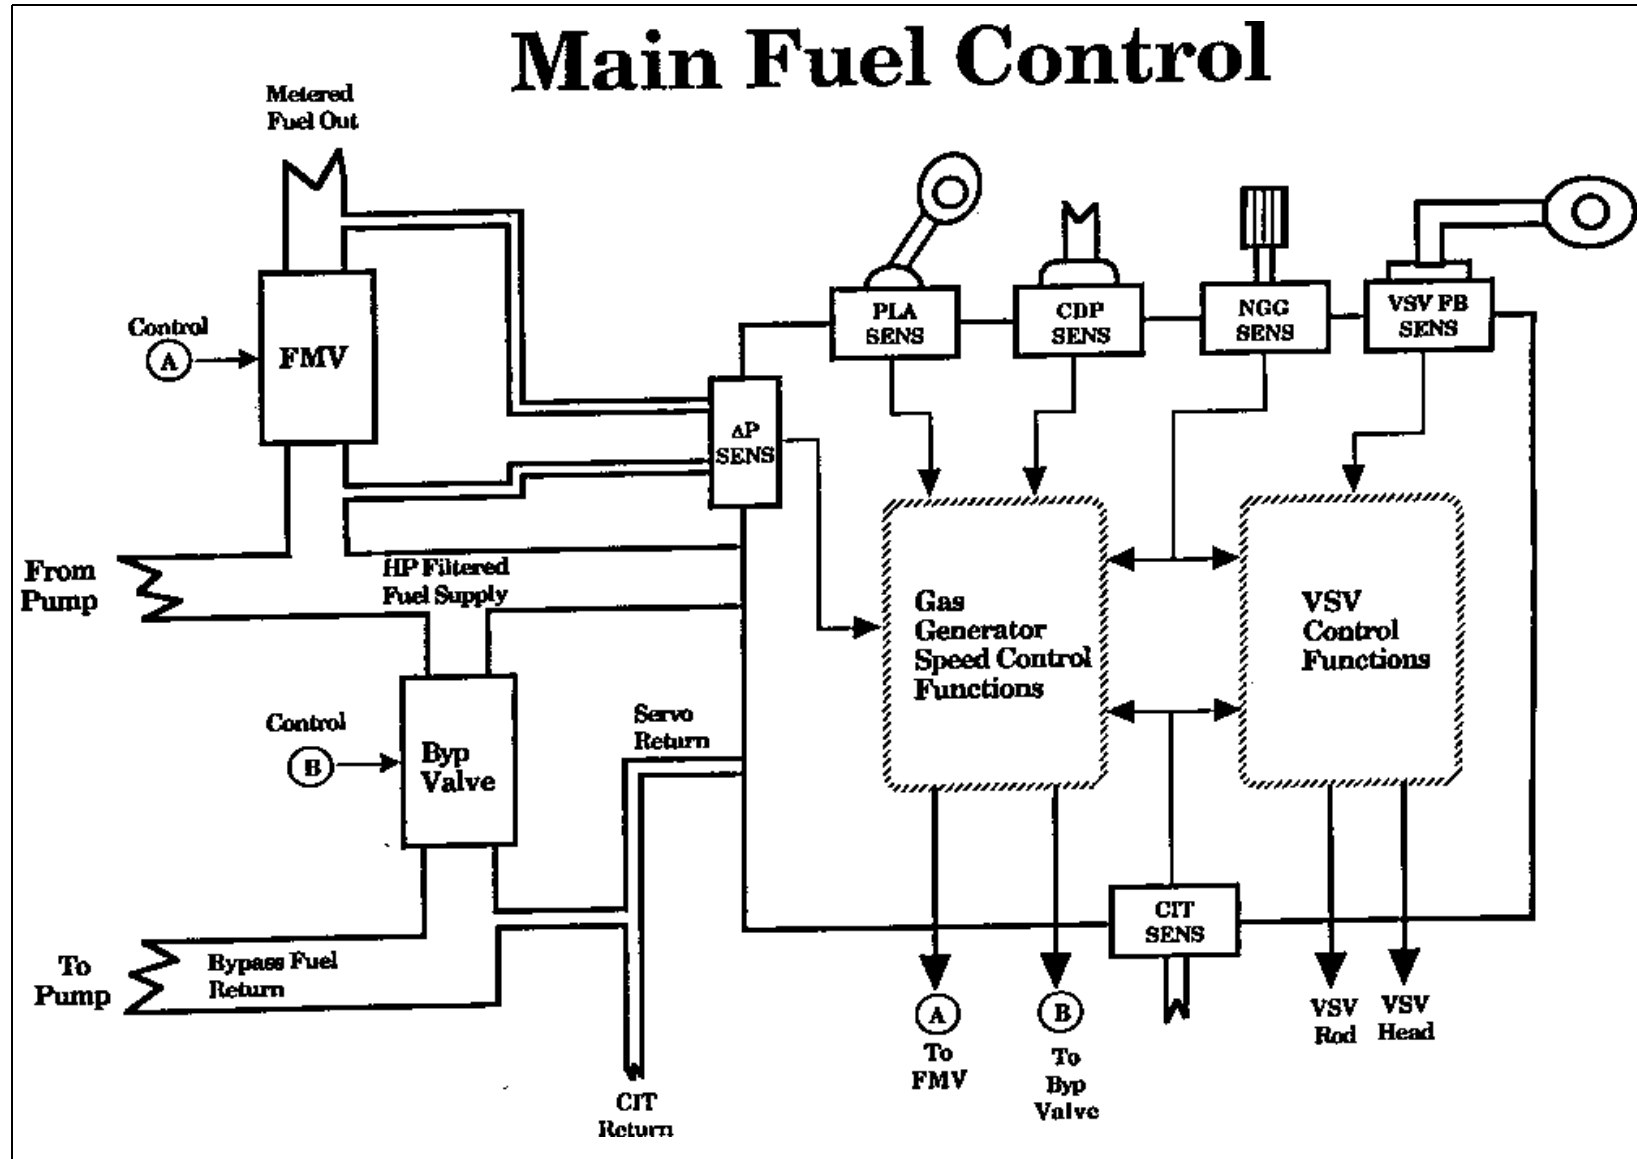 Main Fuel Control
Metered
Fuel Out
Control
A
FMV
PLA
SENS
CDP
SENS
NGG
SENS
VSV FB
SENS
ΔP
SENS
From
Pump
HP Filtered
Fuel Supply
Gas
Generator
Speed Control
Functions
VSV
Control
Functions
Control
B
Byp
Valve
Servo
Return
To
Pump
Bypass Fuel
Return
CIT
SENS
A
To
FMV
B
To
Byp
Valve
VSV
Rod
VSV
Head
CIT
Return